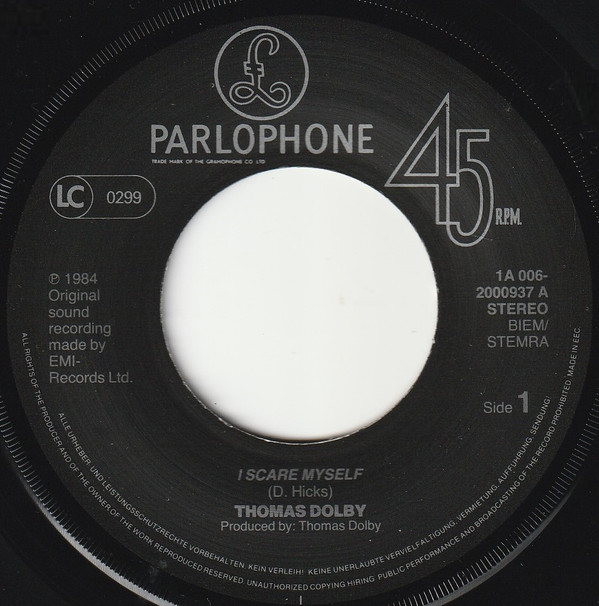 £
PARLOPHONE
TRADE MARK OF THE GRAMOPHONE CO LTD
45
R.P.M.
LC 0299
℗ 1984
Original
sound
recording
made by
EMI-
Records Ltd.
1A 006-
2000937 A
STEREO
BIEM/
STEMRA
Side 1
I SCARE MYSELF
(D. Hicks)
THOMAS DOLBY
Produced by: Thomas Dolby
ALLE URHEBER UND LEISTUNGSSCHUTZRECHTE VORBEHALTEN. KEIN VERLEIH! KEINE UNERLAUBTE VERVIELFALTIGUNG, VERMIETUNG, AUFFUHRUNG, SENDUNG!
ALL RIGHTS OF THE PRODUCER AND OF THE OWNER OF THE WORK REPRODUCED RESERVED. UNAUTHORIZED COPYING HIRING PUBLIC PERFORMANCE AND BROADCASTING OF THE RECORD PROHIBITED. MADE IN EEC.